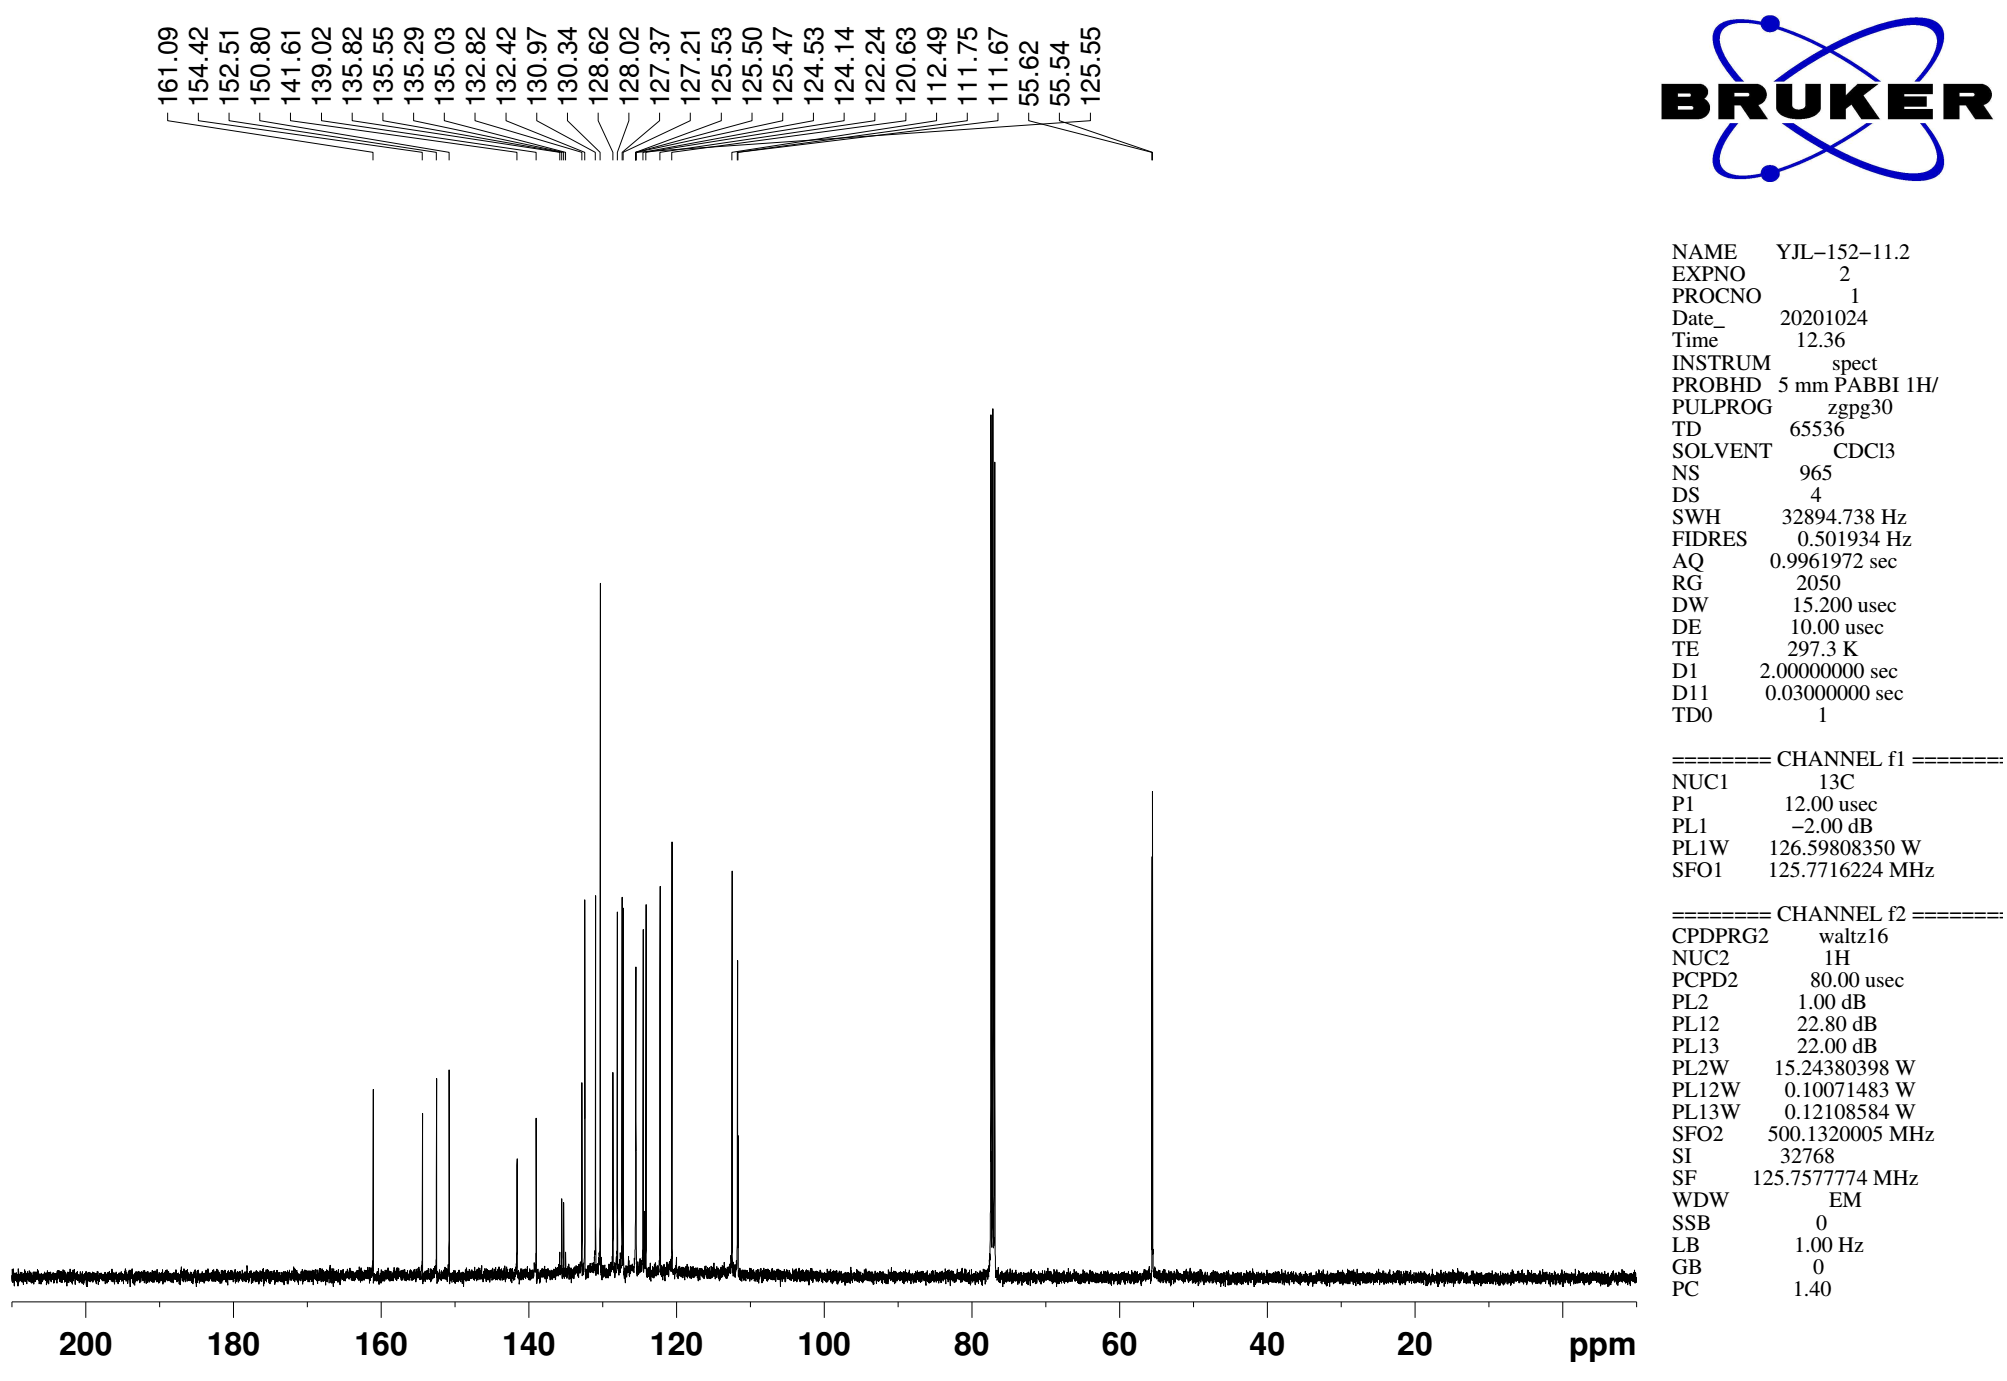 161.09
154.42
152.51
150.80
141.61
139.02
135.82
135.55
135.29
135.03
132.82
132.42
130.97
130.34
128.62
128.02
127.37
127.21
125.53
125.50
125.47
124.53
124.14
122.24
120.63
112.49
111.75
111.67
55.62
55.54
125.55
BRUKER
NAME YJL−152−11.2
EXPNO 2
PROCNO 1
Date_ 20201024
Time 12.36
INSTRUM spect
PROBHD 5 mm PABBI 1H/
PULPROG zgpg30
TD 65536
SOLVENT CDCl3
NS 965
DS 4
SWH 32894.738 Hz
FIDRES 0.501934 Hz
AQ 0.9961972 sec
RG 2050
DW 15.200 usec
DE 10.00 usec
TE 297.3 K
D1 2.00000000 sec
D11 0.03000000 sec
TD0 1
======== CHANNEL f1 ========
NUC1 13C
P1 12.00 usec
PL1 −2.00 dB
PL1W 126.59808350 W
SFO1 125.7716224 MHz
======== CHANNEL f2 ========
CPDPRG2 waltz16
NUC2 1H
PCPD2 80.00 usec
PL2 1.00 dB
PL12 22.80 dB
PL13 22.00 dB
PL2W 15.24380398 W
PL12W 0.10071483 W
PL13W 0.12108584 W
SFO2 500.1320005 MHz
SI 32768
SF 125.7577774 MHz
WDW EM
SSB 0
LB 1.00 Hz
GB 0
PC 1.40
200 180 160 140 120 100 80 60 40 20 ppm